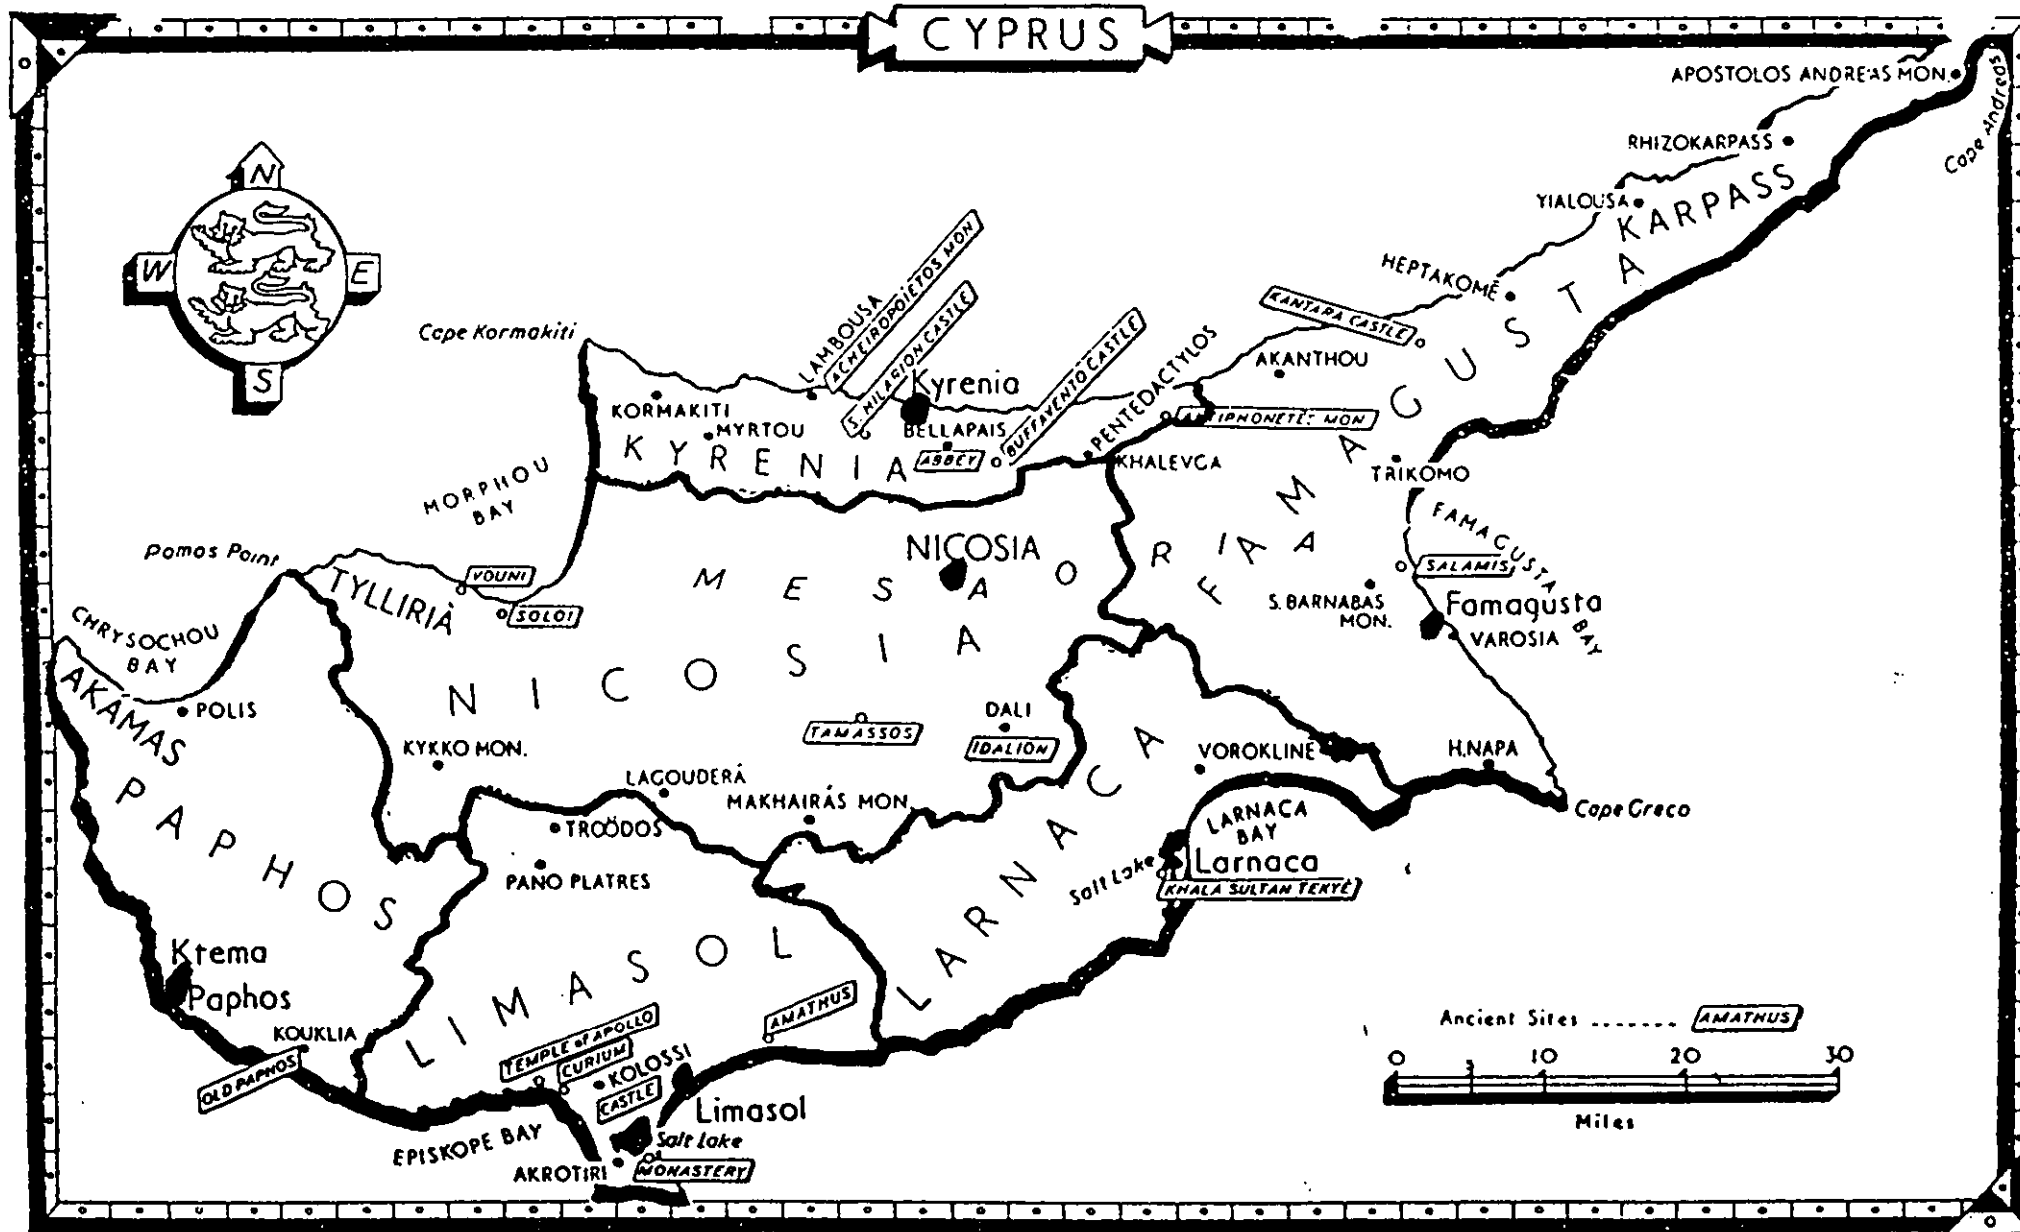 CYPRUS
APOSTOLOS ANDREAS MON.
Cape Andreas
RHIZOKARPASS
YIALOUSA
KARPASS
N
W
E
S
HEPTAKOMĒ
KANTARA CASTLE
AKANTHOU
Cape Kormakiti
LAMBOUSA
ACHEIROPOIETOS MON
S. HILARION CASTLE
Kyrenia
BUFFAVENTO CASTLE
PENTEDACTYLOS
KORMAKITI
MYRTOU
BELLAPAIS
ABBEY
KYRENIA
KHALEVGA
TRIKOMO
FAMAGUSTA
MORPHOU
BAY
FAMAGUSTA BAY
Pomos Point
TYLLIRIÀ
VOUNI
SOLOI
NICOSIA
MESAORIA
SALAMIS
S. BARNABAS
MON.
Famagusta
VAROSIA
CHRYSOCHOU
BAY
AKÁMAS
POLIS
NICOSIA
TAMASSOS
DALI
IDALION
KYKKO MON.
LAGOUDERÁ
MAKHAIRÁS MON.
VOROKLINE
H.NAPA
Cape Greco
TROÖDOS
PANO PLATRES
PAPHOS
LARNACA
LARNACA
BAY
Salt Lake
Larnaca
KHALA SULTAN TEKYÉ
Ktema
Paphos
KOUKLIA
OLD PAPHOS
LIMASOL
TEMPLE of APOLLO
CURIUM
KOLOSSI
CASTLE
AMATHUS
Limasol
EPISKOPE BAY
Salt Lake
AKROTIRI
MONASTERY
Ancient Sites ....... AMATHUS
0 5 10 20 30
Miles